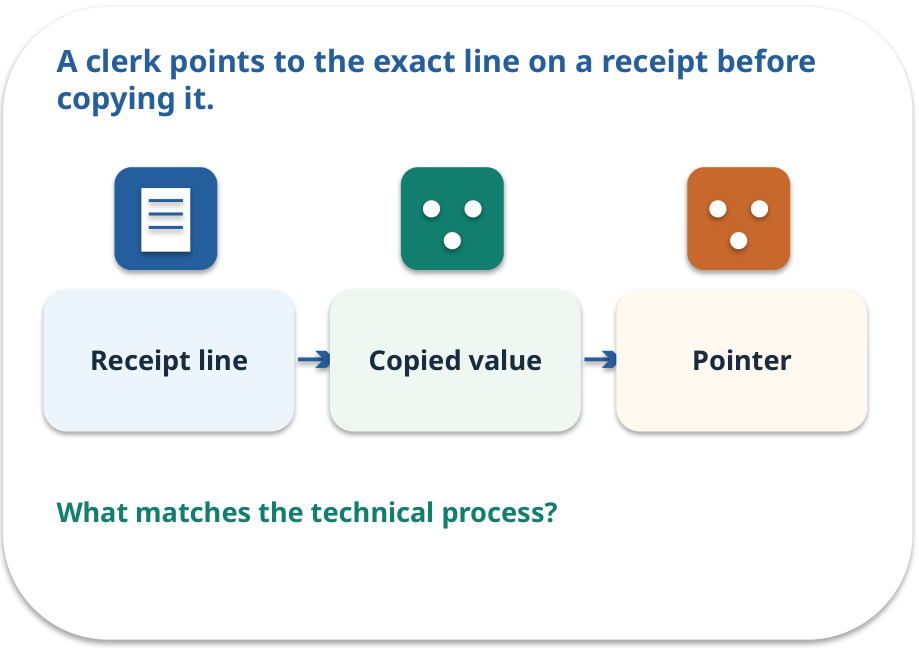 A clerk points to the exact line on a receipt before
copying it.
Receipt line
Copied value
Pointer
What matches the technical process?